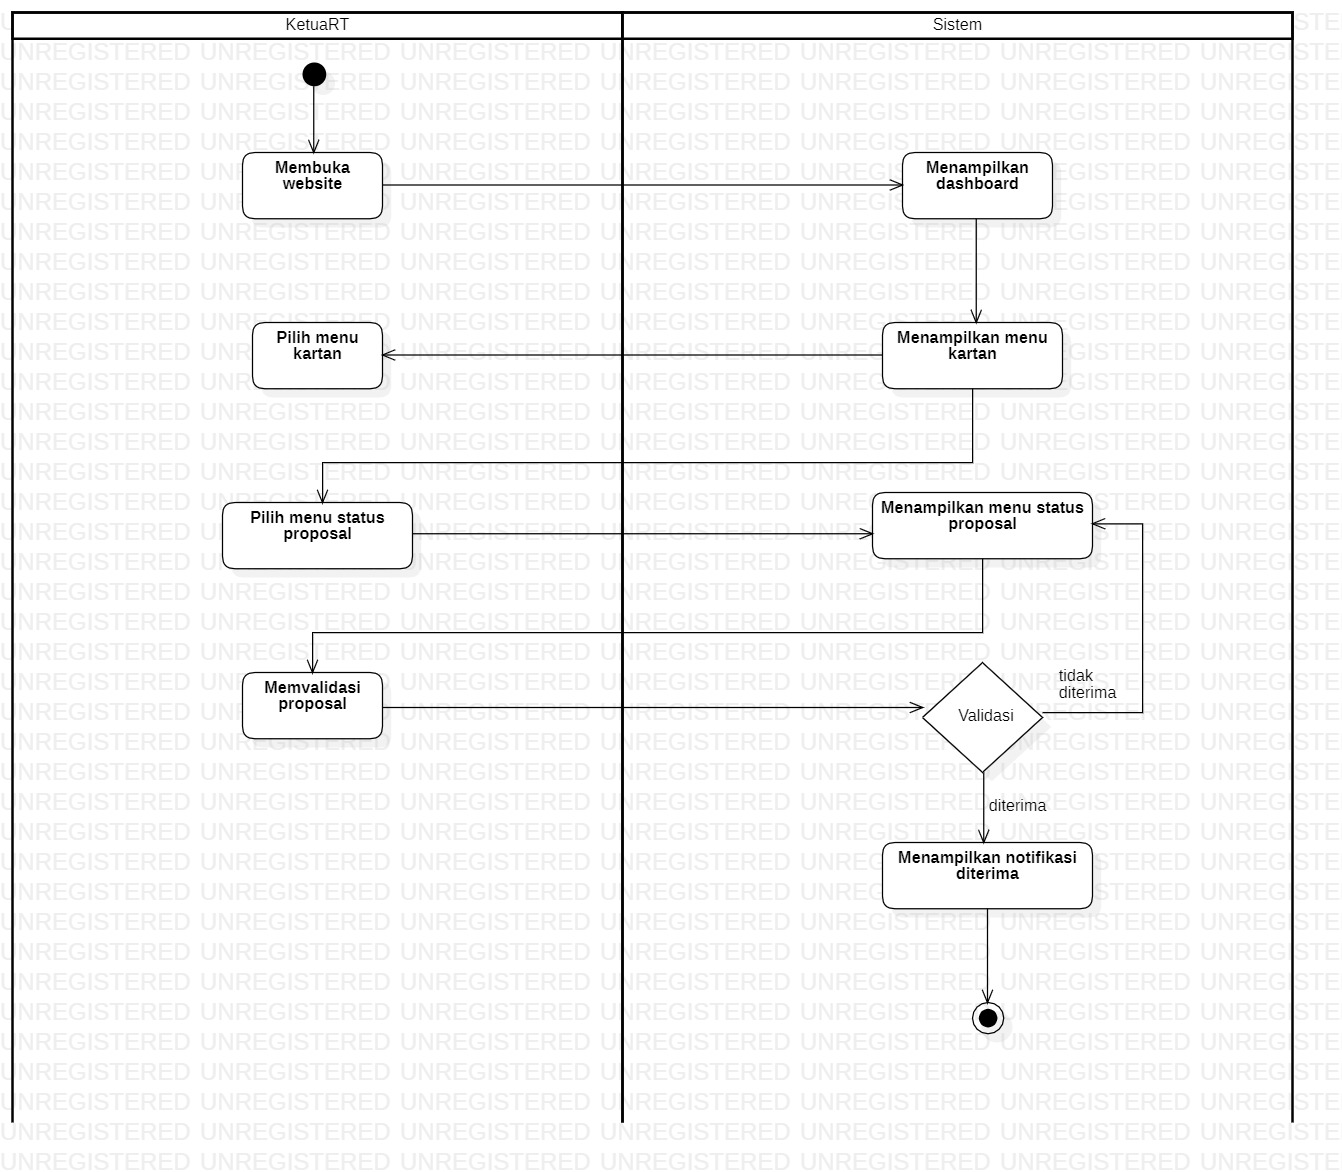 KetuaRT
Sistem
Membuka
website
Menampilkan
dashboard
Pilih menu
kartan
Menampilkan menu
kartan
Pilih menu status
proposal
Menampilkan menu status
proposal
Memvalidasi
proposal
Validasi
tidak
diterima
diterima
Menampilkan notifikasi
diterima
UNREGISTERED